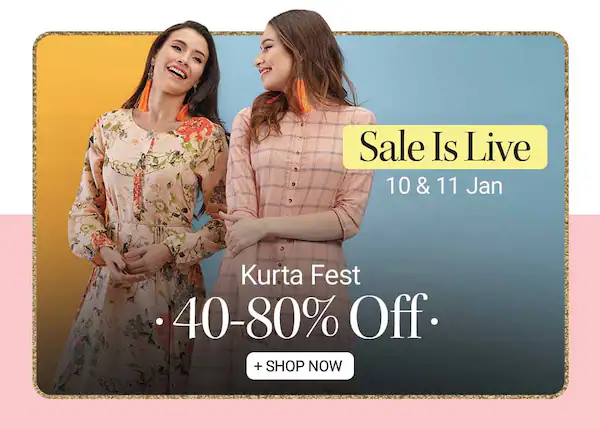 Sale Is Live
10 & 11 Jan
Kurta Fest
· 40-80% Off ·
+ SHOP NOW